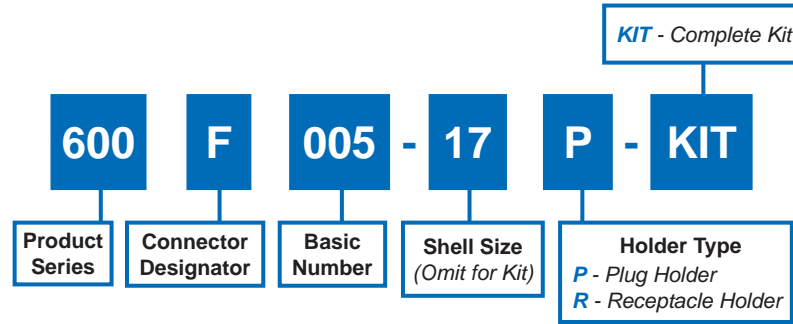 KIT - Complete Kit
600 F 005 - 17 P - KIT
Product Series
Connector Designator
Basic Number
Shell Size
(Omit for Kit)
Holder Type
P - Plug Holder
R - Receptacle Holder